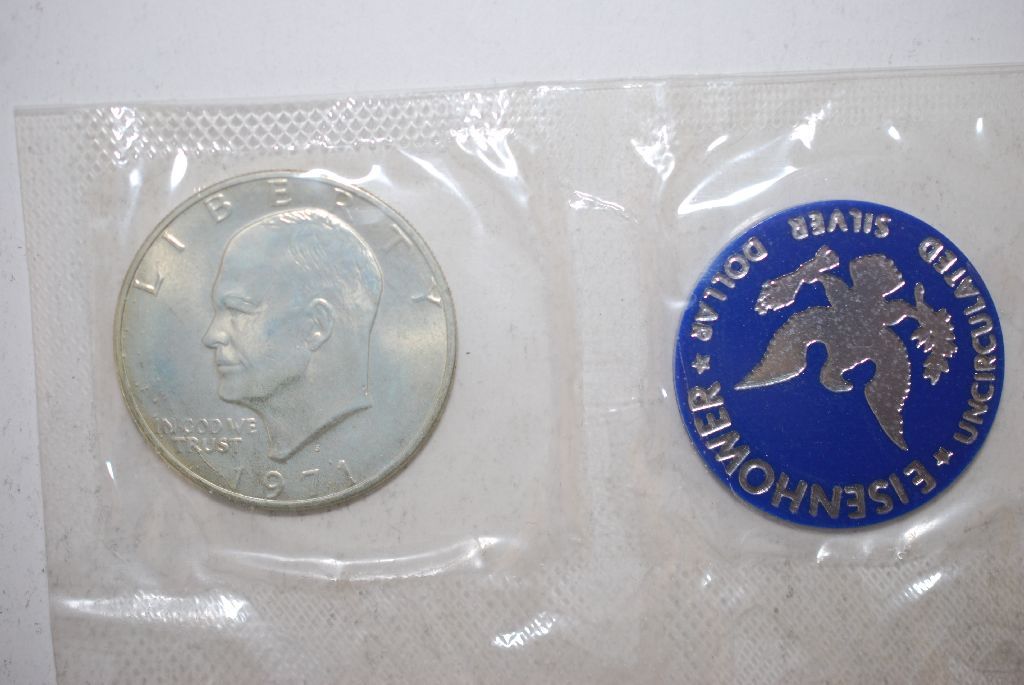 LIBERTY
IN GOD WE
TRUST
1971
EISENHOWER ★ UNCIRCULATED SILVER DOLLAR ★